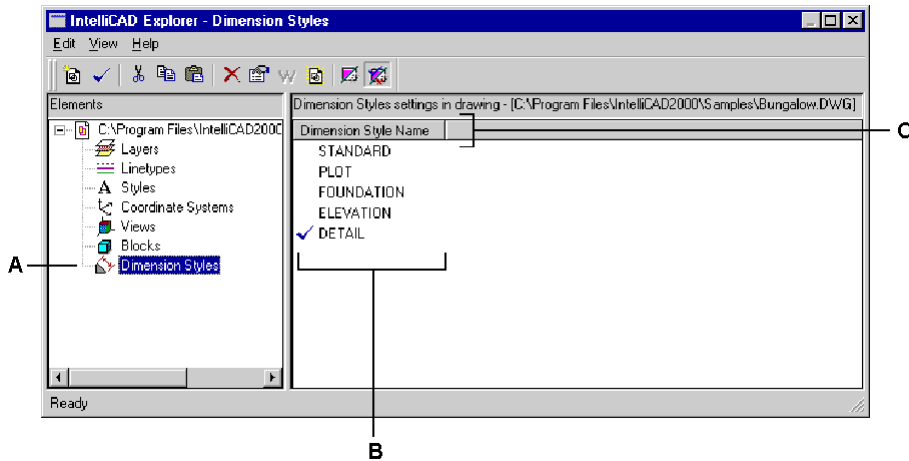 IntelliCAD Explorer - Dimension Styles
Edit View Help
Elements
Dimension Styles settings in drawing - [C:\Program Files\IntelliCAD2000\Samples\Bungalow.DWG]
C:\Program Files\IntelliCAD2000
Dimension Style Name
C
Layers
STANDARD
Linetypes
PLOT
Styles
FOUNDATION
Coordinate Systems
ELEVATION
Views
DETAIL
Blocks
A
Dimension Styles
Ready
B